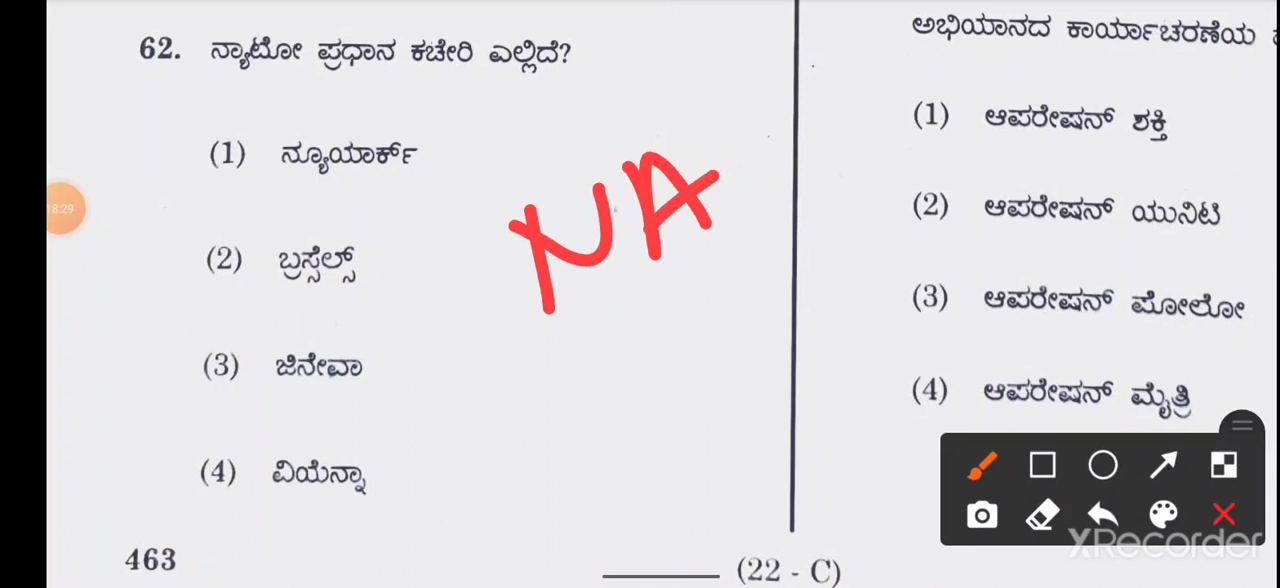 62. ನ್ಯಾಟೋ ಪ್ರಧಾನ ಕಚೇರಿ ಎಲ್ಲಿದೆ?
(1) ನ್ಯೂಯಾರ್ಕ್
(2) ಬ್ರಸ್ಸೆಲ್ಸ್
(3) ಜಿನೇವಾ
(4) ವಿಯೆನ್ನಾ
NA
18:29
463
(22 - C)
ಅಭಿಯಾನದ ಕಾರ್ಯಾಚರಣೆಯ
(1) ಆಪರೇಷನ್ ಶಕ್ತಿ
(2) ಆಪರೇಷನ್ ಯುನಿಟಿ
(3) ಆಪರೇಷನ್ ಪೋಲೋ
(4) ಆಪರೇಷನ್ ಮೈತ್ರಿ
XRecorder